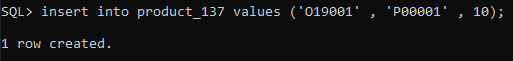 SQL> insert into product_137 values ('O19001' , 'P00001' , 10);
1 row created.